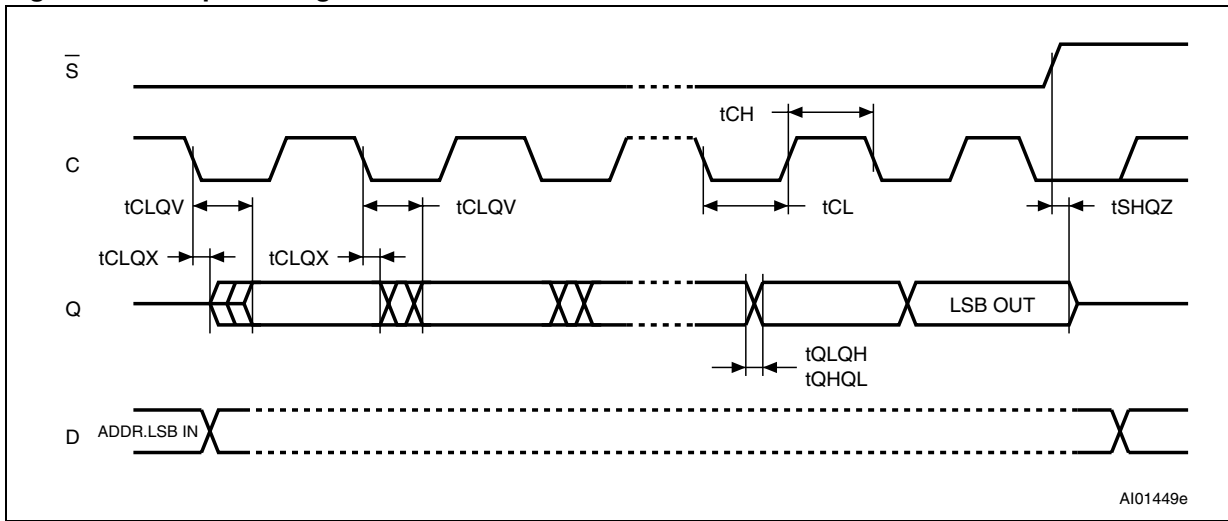 S
tCH
C
tCLQV
tCLQV
tCL
tSHQZ
tCLQX
tCLQX
Q
LSB OUT
tQLQH
tQHQL
D
ADDR.LSB IN
AI01449e